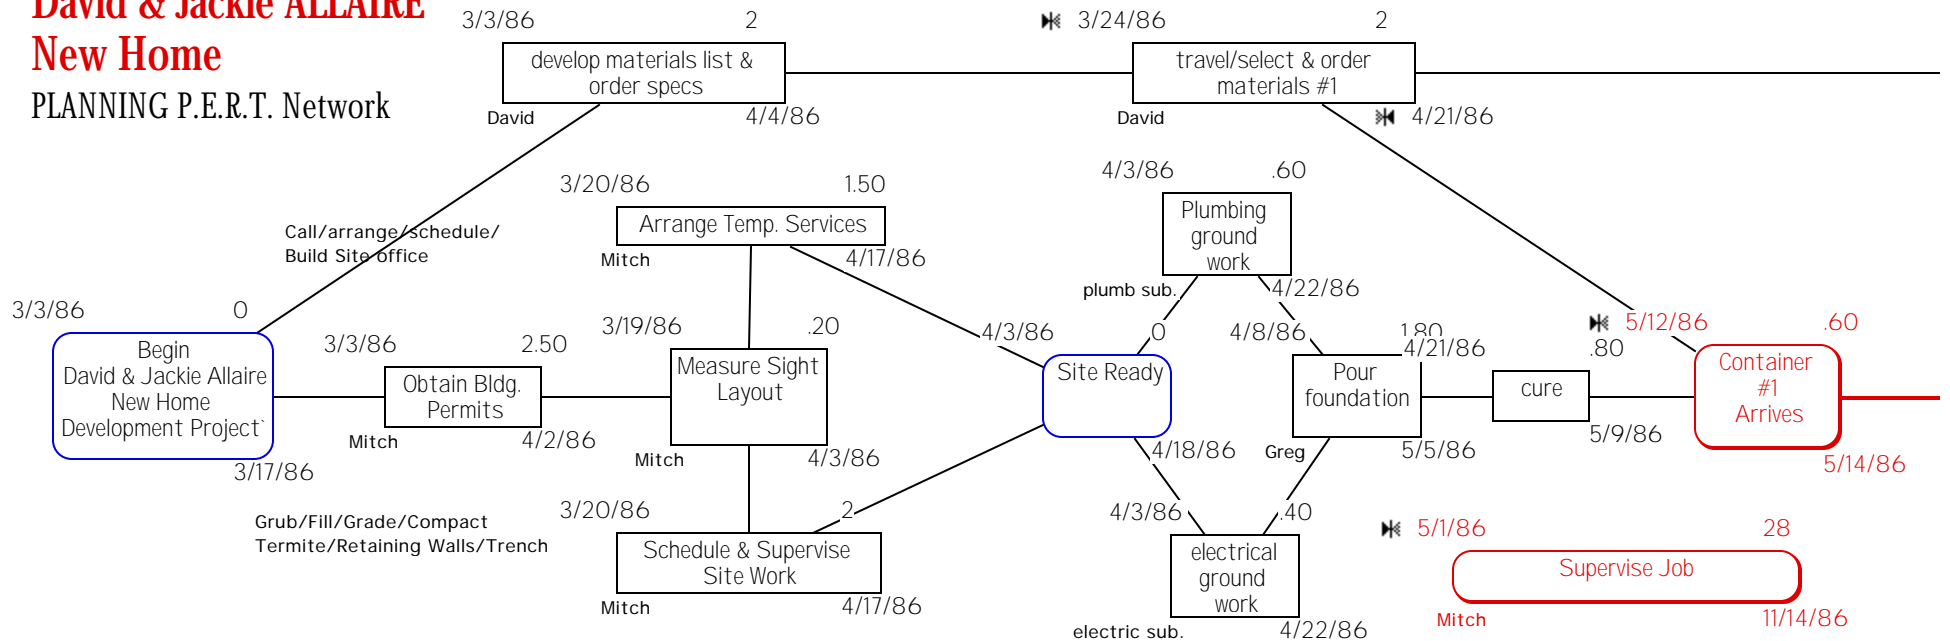 David & Jackie ALLAIRE
New Home
PLANNING P.E.R.T. Network
3/3/86
2
develop materials list &
order specs
David
4/4/86
3/24/86
2
travel/select & order
materials #1
David
4/21/86
3/20/86
1.50
Arrange Temp. Services
Mitch
4/17/86
Call/arrange/schedule/
Build Site office
4/3/86
.60
Plumbing
ground
work
plumb sub.
4/22/86
3/3/86
0
Begin
David & Jackie Allaire
New Home
Development Project`
3/17/86
3/3/86
2.50
Obtain Bldg.
Permits
Mitch
4/2/86
3/19/86
.20
Measure Sight
Layout
Mitch
4/3/86
4/3/86
0
Site Ready
4/18/86
4/8/86
1.80
Pour
foundation
Greg
5/5/86
4/21/86
.80
cure
5/9/86
5/12/86
.60
Container
#1
Arrives
5/14/86
Grub/Fill/Grade/Compact
Termite/Retaining Walls/Trench
3/20/86
2
Schedule & Supervise
Site Work
Mitch
4/17/86
4/3/86
.40
electrical
ground
work
electric sub.
4/22/86
5/1/86
28
Supervise Job
Mitch
11/14/86